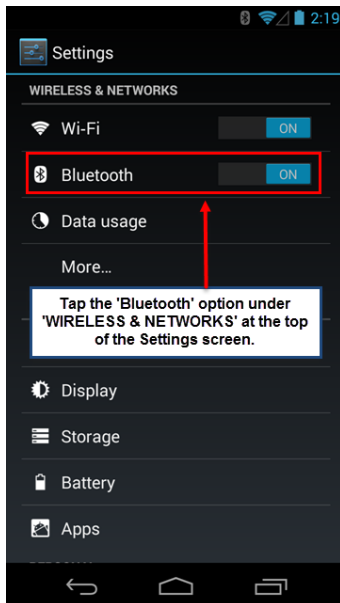 2:19
Settings
WIRELESS & NETWORKS
Wi-Fi ON
Bluetooth ON
Data usage
More...
Tap the 'Bluetooth' option under
'WIRELESS & NETWORKS' at the top
of the Settings screen.
Display
Storage
Battery
Apps